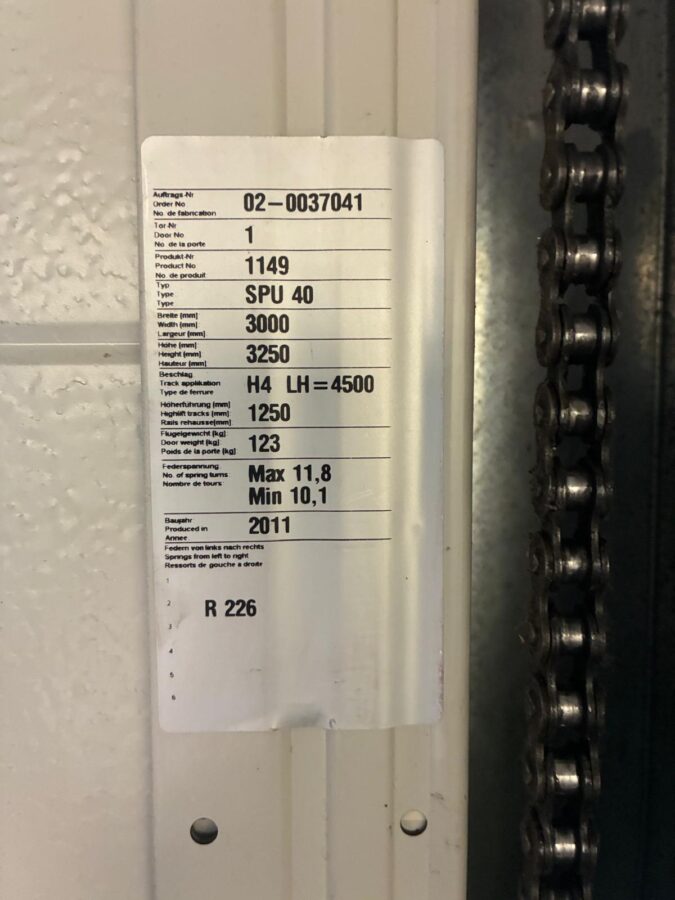 Auftrags-Nr
Order No
No. de fabrication
02-0037041
Tor-Nr
Door No
No. de la porte
1
Produkt-Nr
Product No
No. de produit
1149
Typ
Type
Type
SPU 40
Breite [mm]
Width [mm]
Largeur [mm]
3000
Höhe [mm]
Height [mm]
Hauteur [mm]
3250
Beschlag
Track application
Type de ferrure
H4 LH=4500
Höherführung [mm]
Highlift tracks [mm]
Rails rehausse[mm]
1250
Flügelgewicht [kg]
Door weight [kg]
Poids de la porte [kg]
123
Federspannung
No. of spring turns
Nombre de tours
Max 11,8
Min 10,1
Baujahr
Produced in
Annee
2011
Federn von links nach rechts
Springs from left to right
Ressorts de gouche a droite
1
2
R 226
3
4
5
6